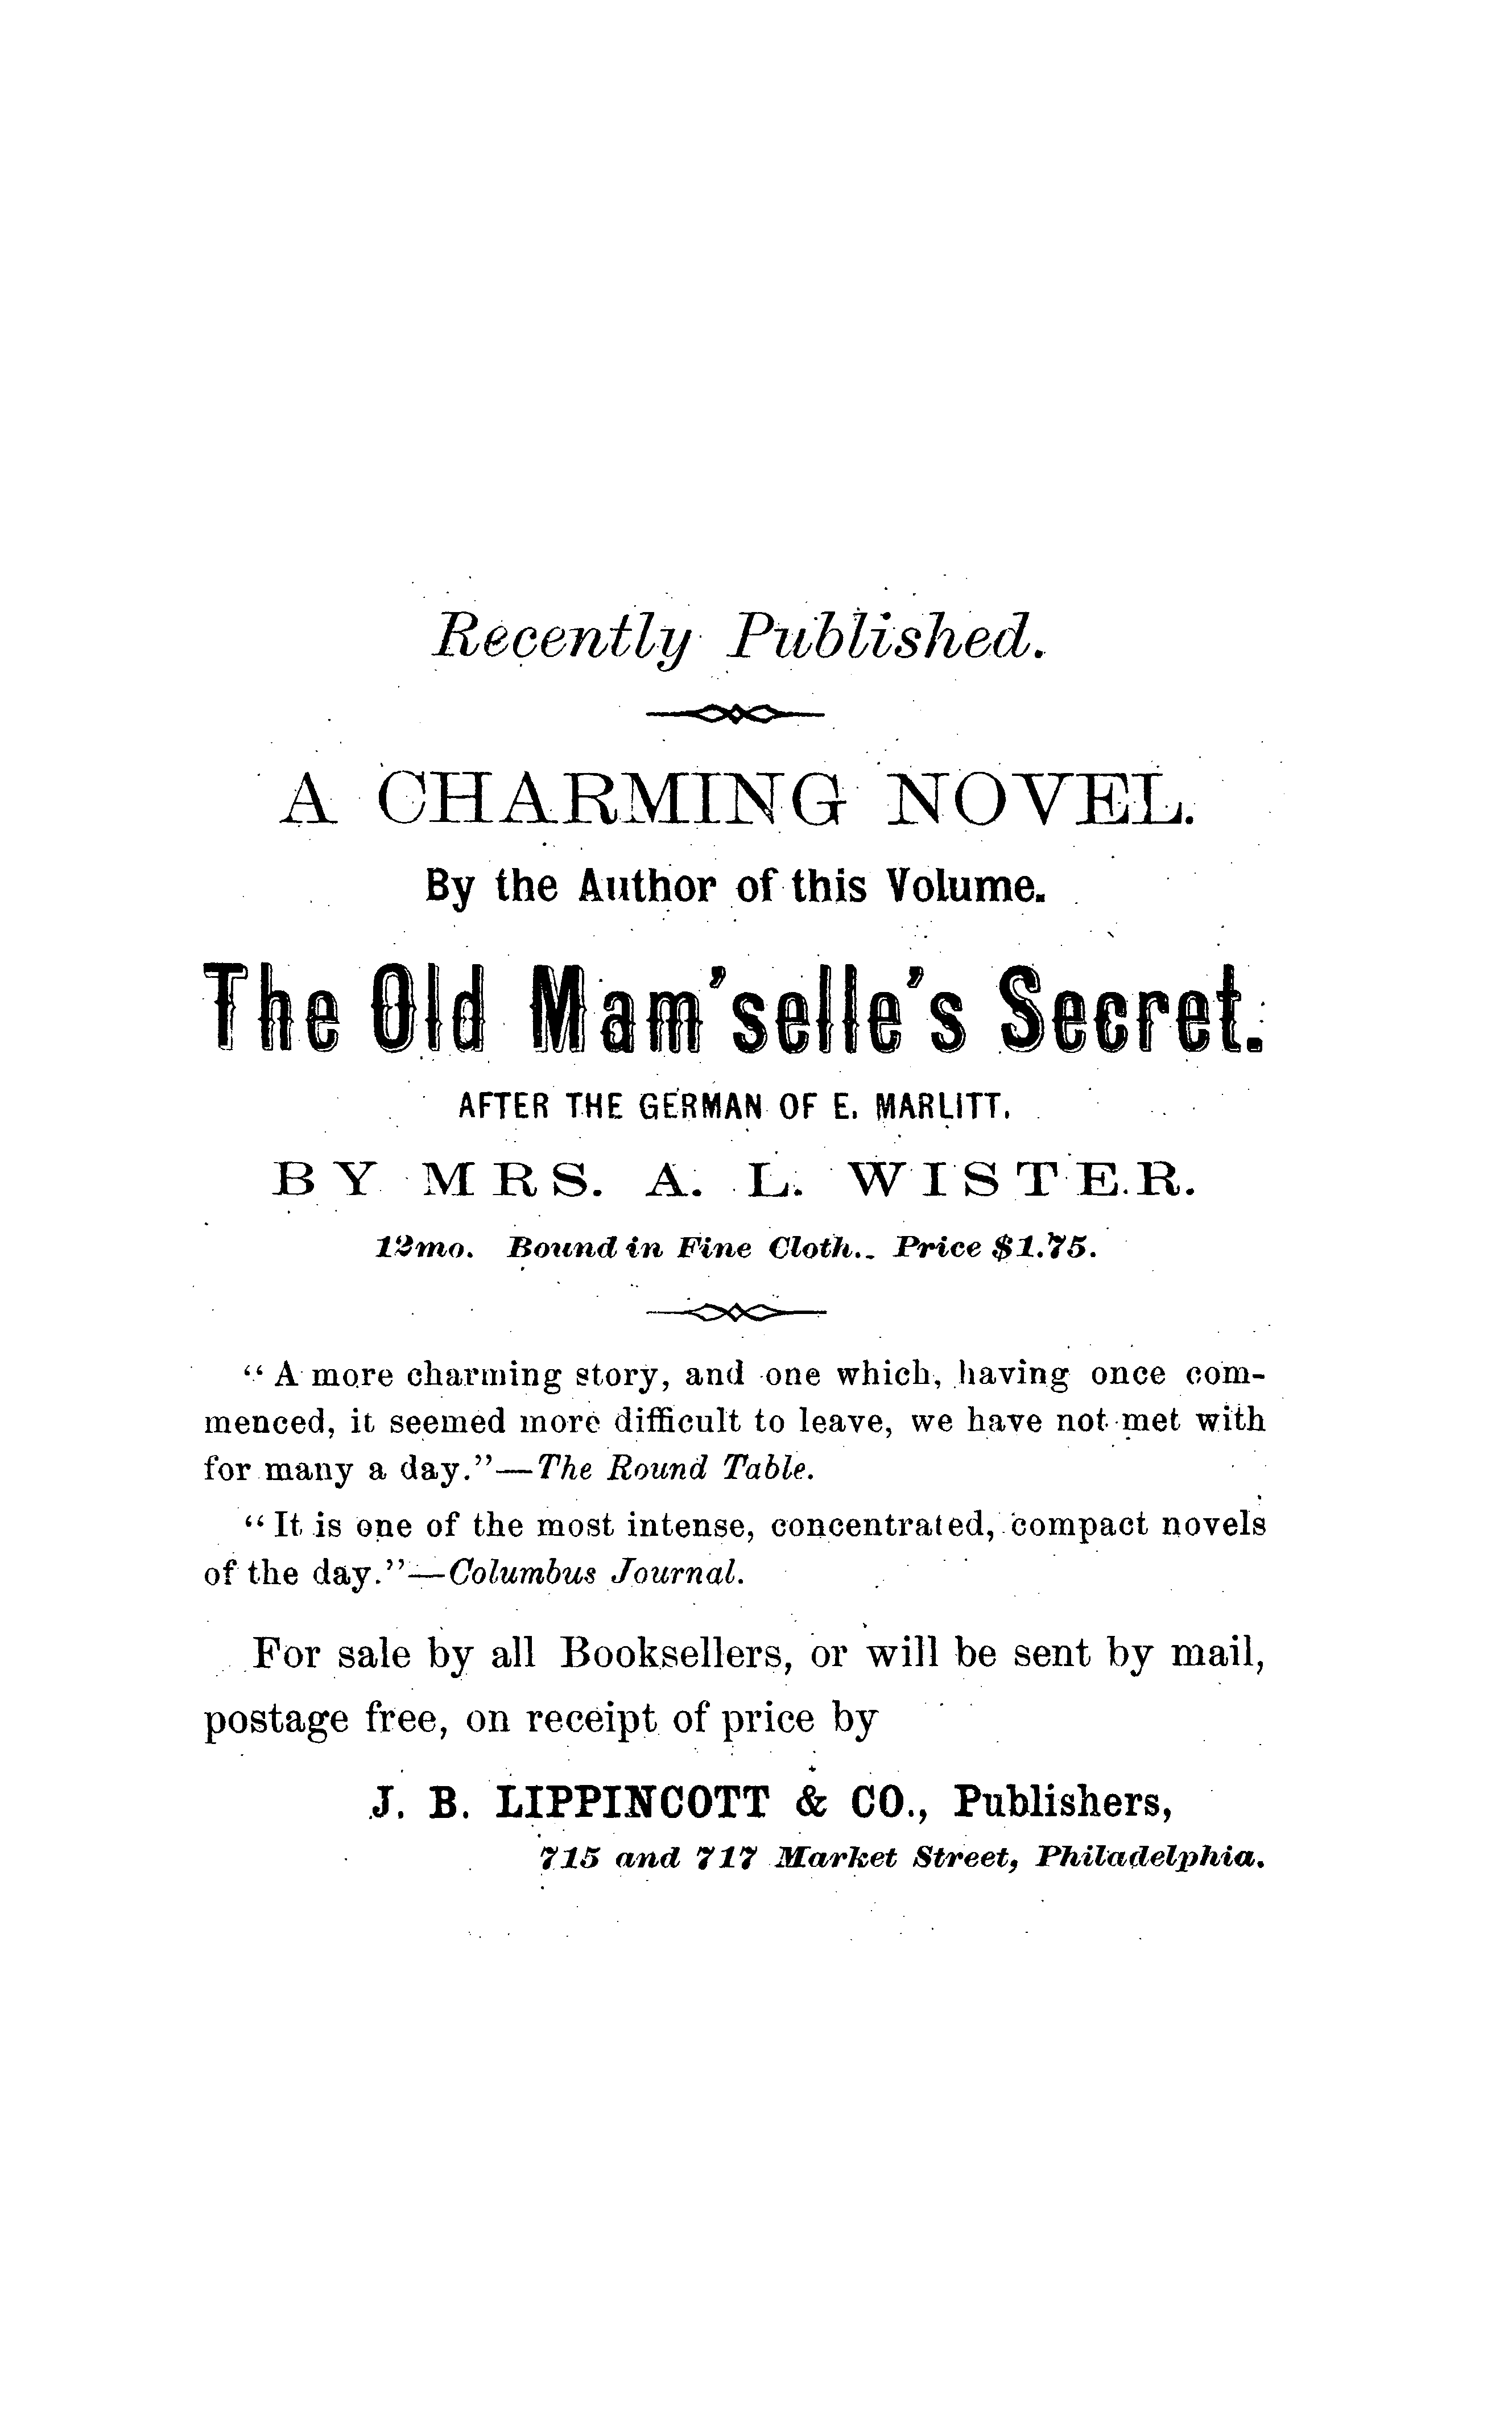 Recently Published.
A CHARMING NOVEL.
By the Author of this Volume.
The Old Mam'selle's Secret.
AFTER THE GERMAN OF E. MARLITT.
BY MRS. A. L. WISTER.
12mo. Bound in Fine Cloth.. Price $1.75.
“A more charming story, and one which, having once com-
menced, it seemed more difficult to leave, we have not met with
for many a day.”—The Round Table.
“It is one of the most intense, concentrated, compact novels
of the day.”—Columbus Journal.
For sale by all Booksellers, or will be sent by mail,
postage free, on receipt of price by
J. B. LIPPINCOTT & CO., Publishers,
715 and 717 Market Street, Philadelphia.